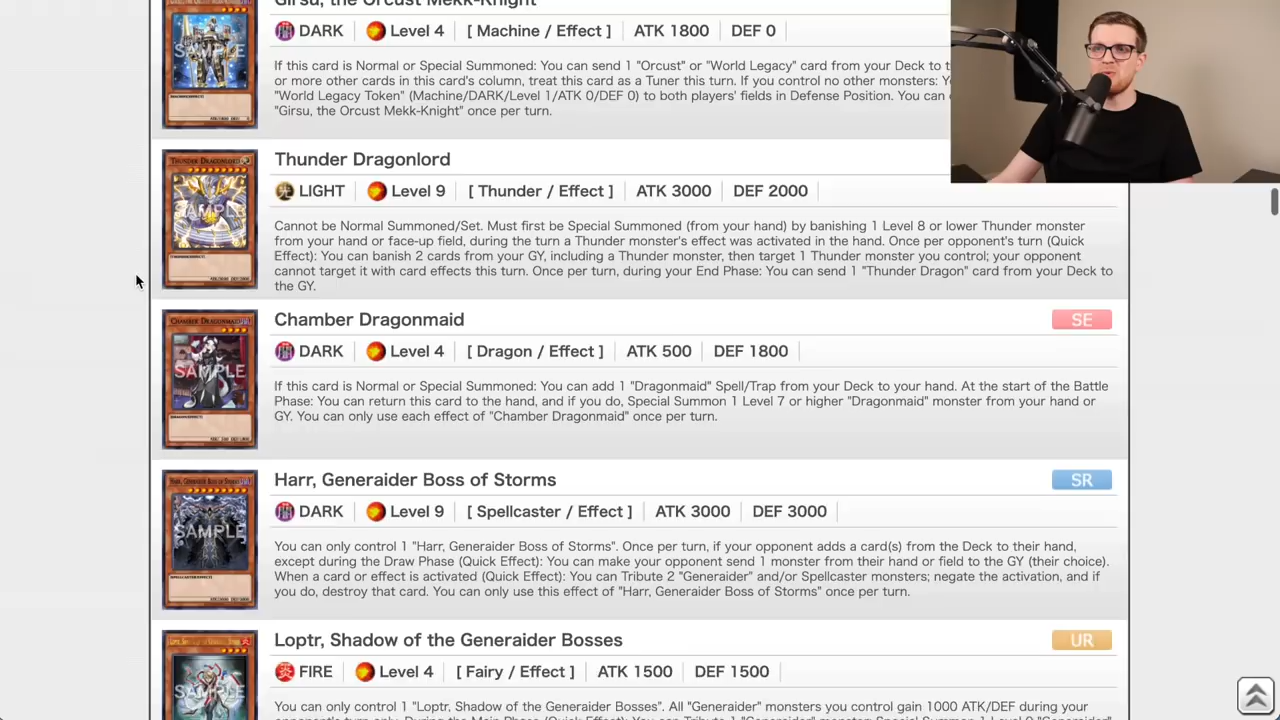 Girsu, the Orcust Mekk-Knight
DARK Level 4 [ Machine / Effect ] ATK 1800 DEF 0
If this card is Normal or Special Summoned: You can send 1 "Orcust" or "World Legacy" card from your Deck to t
or more other cards in this card's column, treat this card as a Tuner this turn. If you control no other monsters: Yo
"World Legacy Token" (Machine/DARK/Level 1/ATK 0/DEF 0) to both players' fields in Defense Position. You can o
Girsu, the Orcust Mekk-Knight" once per turn.
THUNDER DRAGONLORD
SAMPLE
Thunder Dragonlord
LIGHT Level 9 [ Thunder / Effect ] ATK 3000 DEF 2000
Cannot be Normal Summoned/Set. Must first be Special Summoned (from your hand) by banishing 1 Level 8 or lower Thunder monster
from your hand or face-up field, during the turn a Thunder monster's effect was activated in the hand. During your opponent's turn (Quick
Effect): You can banish 2 cards from your GY, including a Thunder monster, then target 1 Thunder monster you control; your opponent
cannot target it with card effects this turn. Once per turn, during your End Phase: You can send 1 "Thunder Dragon" card from your Deck to
the GY.
CHAMBER DRAGONMAID
SAMPLE
Chamber Dragonmaid
SE
DARK Level 4 [ Dragon / Effect ] ATK 500 DEF 1800
If this card is Normal or Special Summoned: You can add 1 "Dragonmaid" Spell/Trap from your Deck to your hand. At the start of the Battle
Phase: You can return this card to the hand, and if you do, Special Summon 1 Level 7 or higher "Dragonmaid" monster from your hand or
GY. You can only use each effect of "Chamber Dragonmaid" once per turn.
SAMPLE
Harr, Generaider Boss of Storms
SR
DARK Level 9 [ Spellcaster / Effect ] ATK 3000 DEF 3000
You can only control 1 "Harr, Generaider Boss of Storms". Once per turn, if your opponent adds a card(s) from the Deck to their hand,
except during the Draw Phase (Quick Effect): You can make your opponent send 1 monster from their hand or field to the GY (their choice).
When a card or effect is activated (Quick Effect): You can Tribute 2 "Generaider" and/or Spellcaster monsters; negate the activation, and if
you do, destroy that card. You can only use this effect of "Harr, Generaider Boss of Storms" once per turn.
SAMPLE
Loptr, Shadow of the Generaider Bosses
UR
FIRE Level 4 [ Fairy / Effect ] ATK 1500 DEF 1500
You can only control 1 "Loptr, Shadow of the Generaider Bosses". All "Generaider" monsters you control gain 1000 ATK/DEF during your